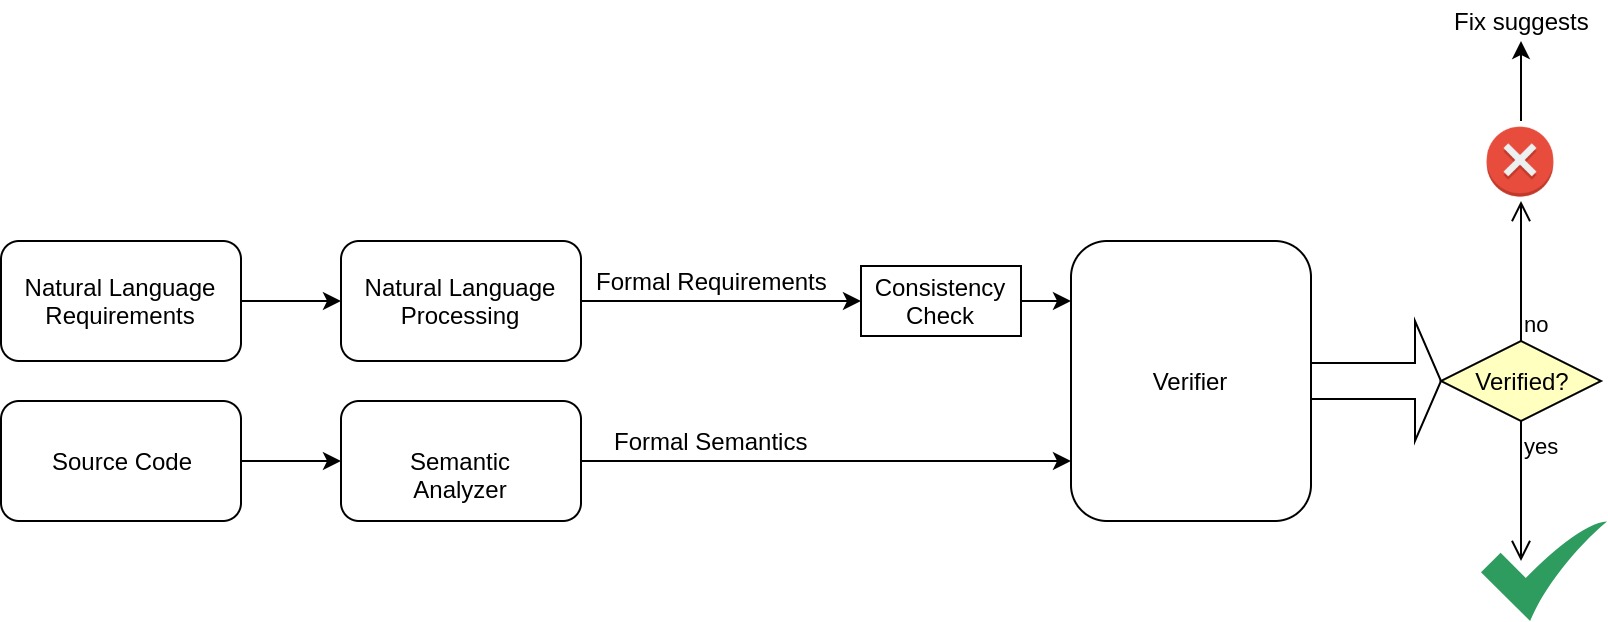 Fix suggests
Natural Language
Requirements
Natural Language
Processing
Formal Requirements
Consistency
Check
Verifier
no
Verified?
yes
Source Code
Semantic
Analyzer
Formal Semantics